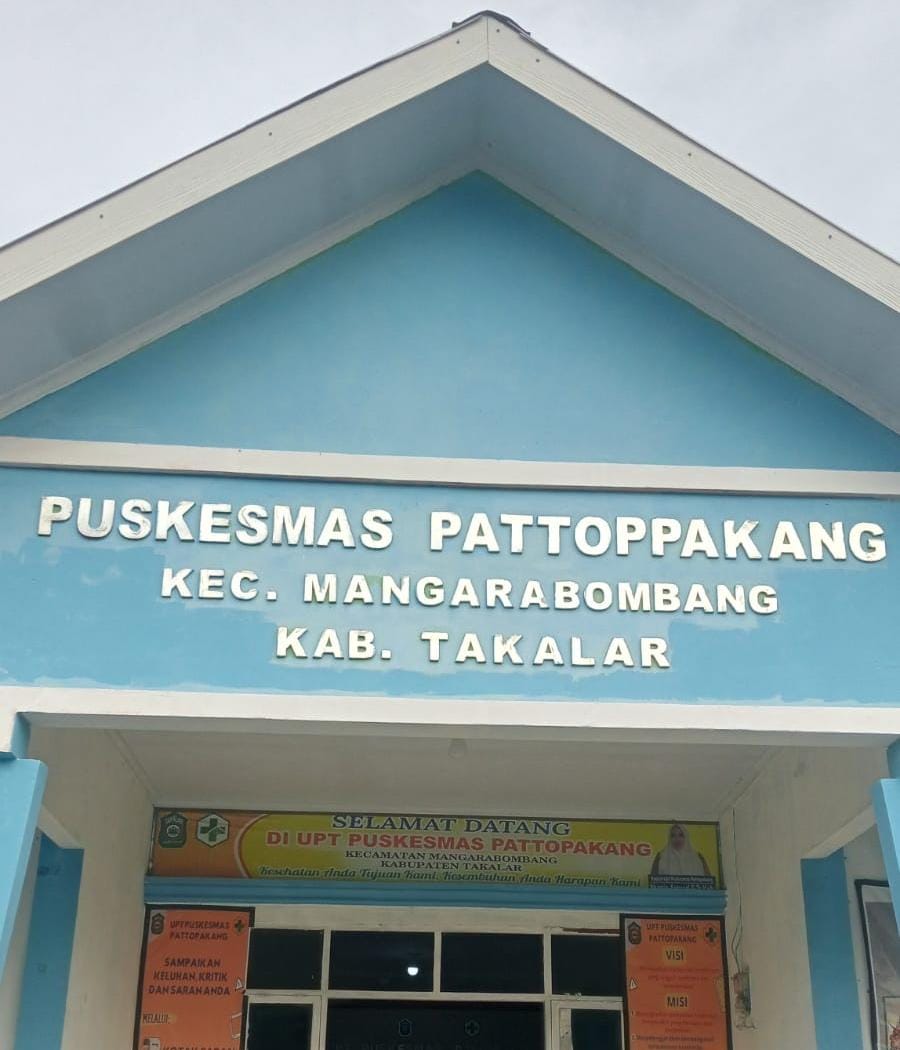 PUSKESMAS PATTOPPAKANG
KEC. MANGARABOMBANG
KAB. TAKALAR
SELAMAT DATANG
DI UPT PUSKESMAS PATTOPAKANG
KECAMATAN MANGARABOMBANG
KABUPATEN TAKALAR
Kesehatan Anda Tujuan Kami, Kesembuhan Anda Harapan Kami
UPT PUSKESMAS
PATTOPAKANG
SAMPAIKAN
KELUHAN, KRITIK
DAN SARAN ANDA
MELALUI:
UPT PUSKESMAS
PATTOPAKANG
VISI
MISI